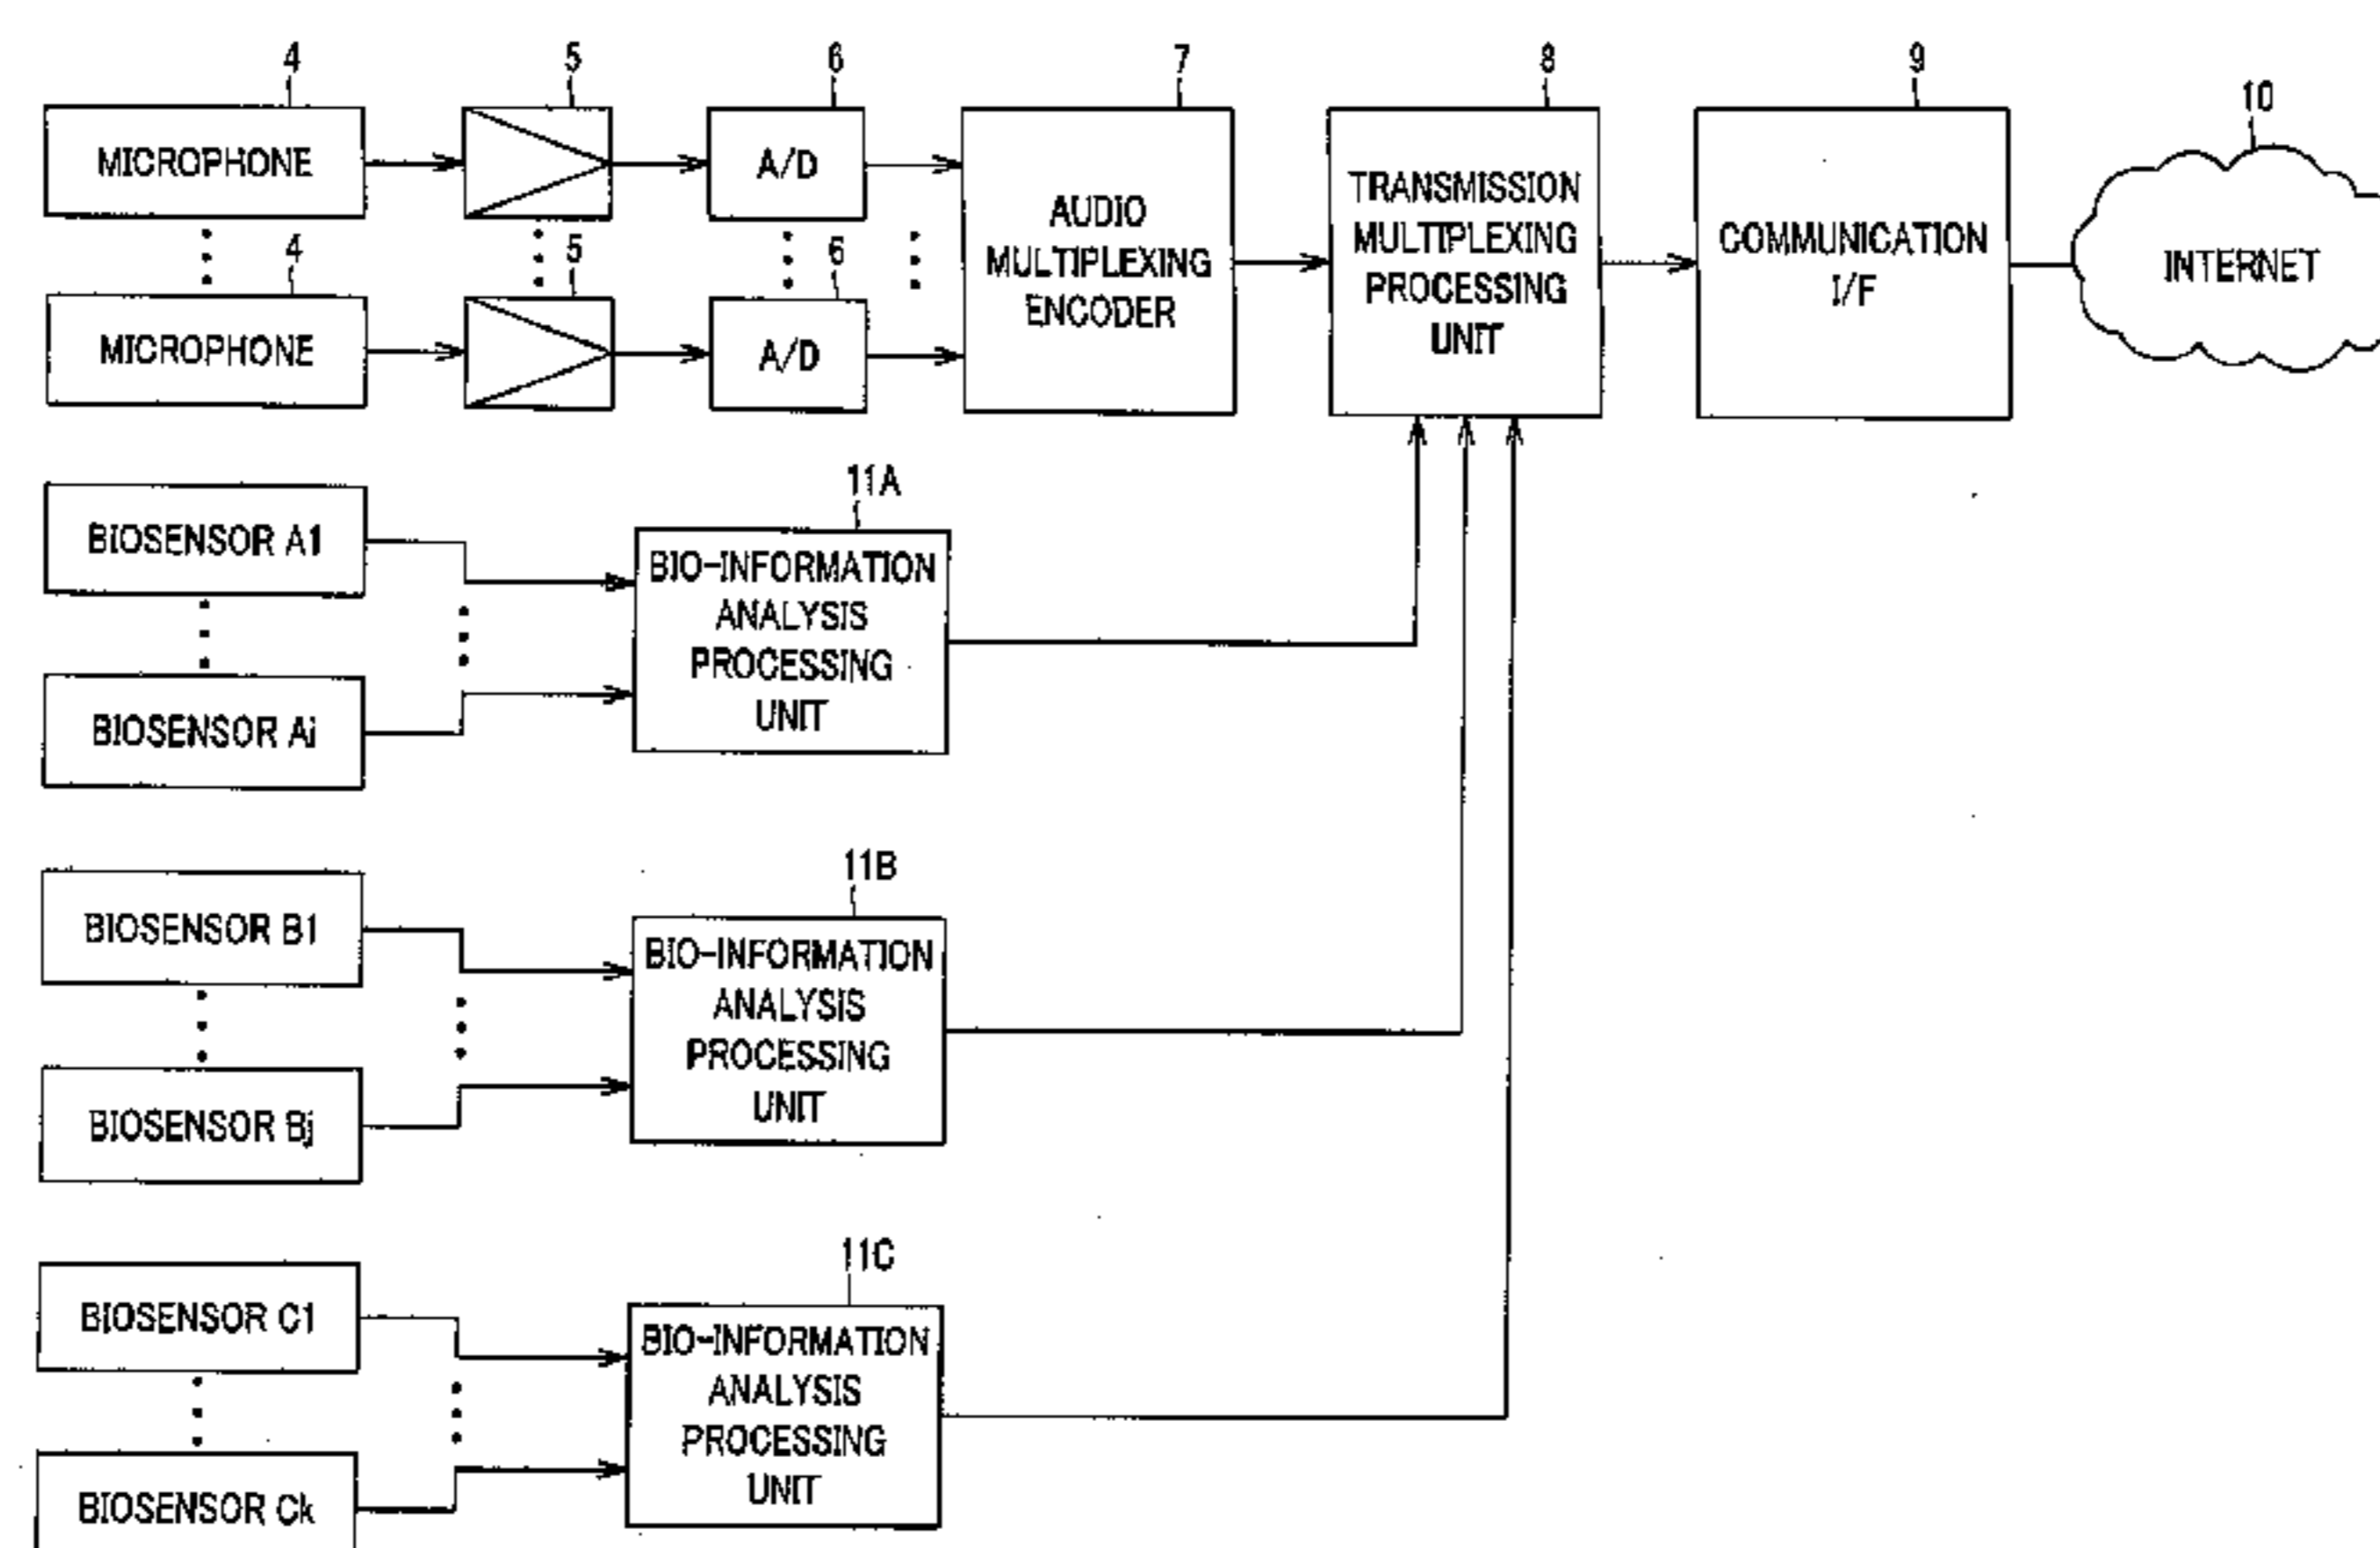 4
5
6
7
8
9
10
MICROPHONE
A/D
AUDIO
MULTIPLEXING
ENCODER
TRANSMISSION
MULTIPLEXING
PROCESSING
UNIT
COMMUNICATION
I/F
INTERNET
4
5
6
MICROPHONE
A/D
11A
BIOSENSOR A1
BIO-INFORMATION
ANALYSIS
PROCESSING
UNIT
BIOSENSOR Ai
11B
BIOSENSOR B1
BIO-INFORMATION
ANALYSIS
PROCESSING
UNIT
BIOSENSOR Bj
11C
BIOSENSOR C1
BIO-INFORMATION
ANALYSIS
PROCESSING
UNIT
BIOSENSOR Ck